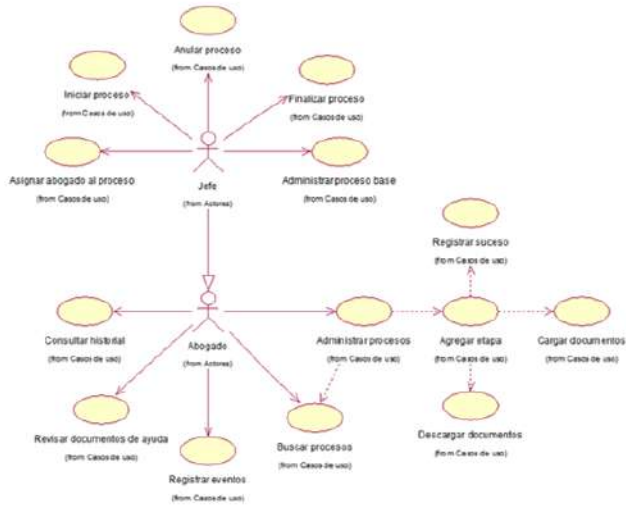 Anular proceso
(from Casos de uso)
Iniciar proceso
(from Casos de uso)
Finalizar proceso
(from Casos de uso)
Asignar abogado al proceso
(from Casos de uso)
Jefe
(from Actores)
Administrar proceso base
(from Casos de uso)
Registrar suceso
(from Casos de uso)
Consultar historial
(from Casos de uso)
Abogado
(from Actores)
Administrar procesos
(from Casos de uso)
Agregar etapa
(from Casos de uso)
Cargar documentos
(from Casos de uso)
Revisar documentos de ayuda
(from Casos de uso)
Registrar eventos
(from Casos de uso)
Buscar procesos
(from Casos de uso)
Descargar documentos
(from Casos de uso)